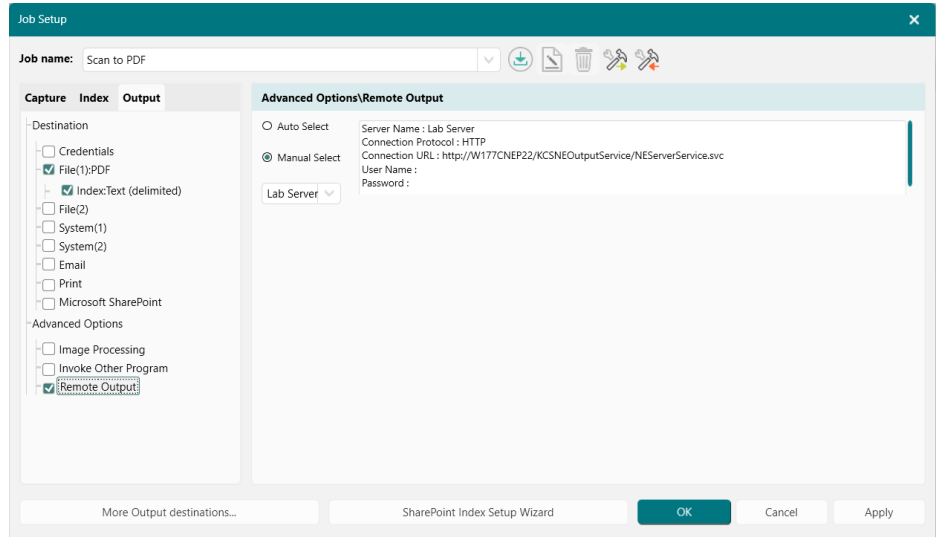 Job Setup
Job name: Scan to PDF
Capture Index Output
Destination
Credentials
File(1):PDF
Index:Text (delimited)
File(2)
System(1)
System(2)
Email
Print
Microsoft SharePoint
Advanced Options
Image Processing
Invoke Other Program
Remote Output
Advanced Options\Remote Output
Auto Select
Manual Select
Lab Server
Server Name : Lab Server
Connection Protocol : HTTP
Connection URL : http://W177CNEP22/KCSNEOutputService/NEServerService.svc
User Name :
Password :
More Output destinations...
SharePoint Index Setup Wizard
OK
Cancel
Apply